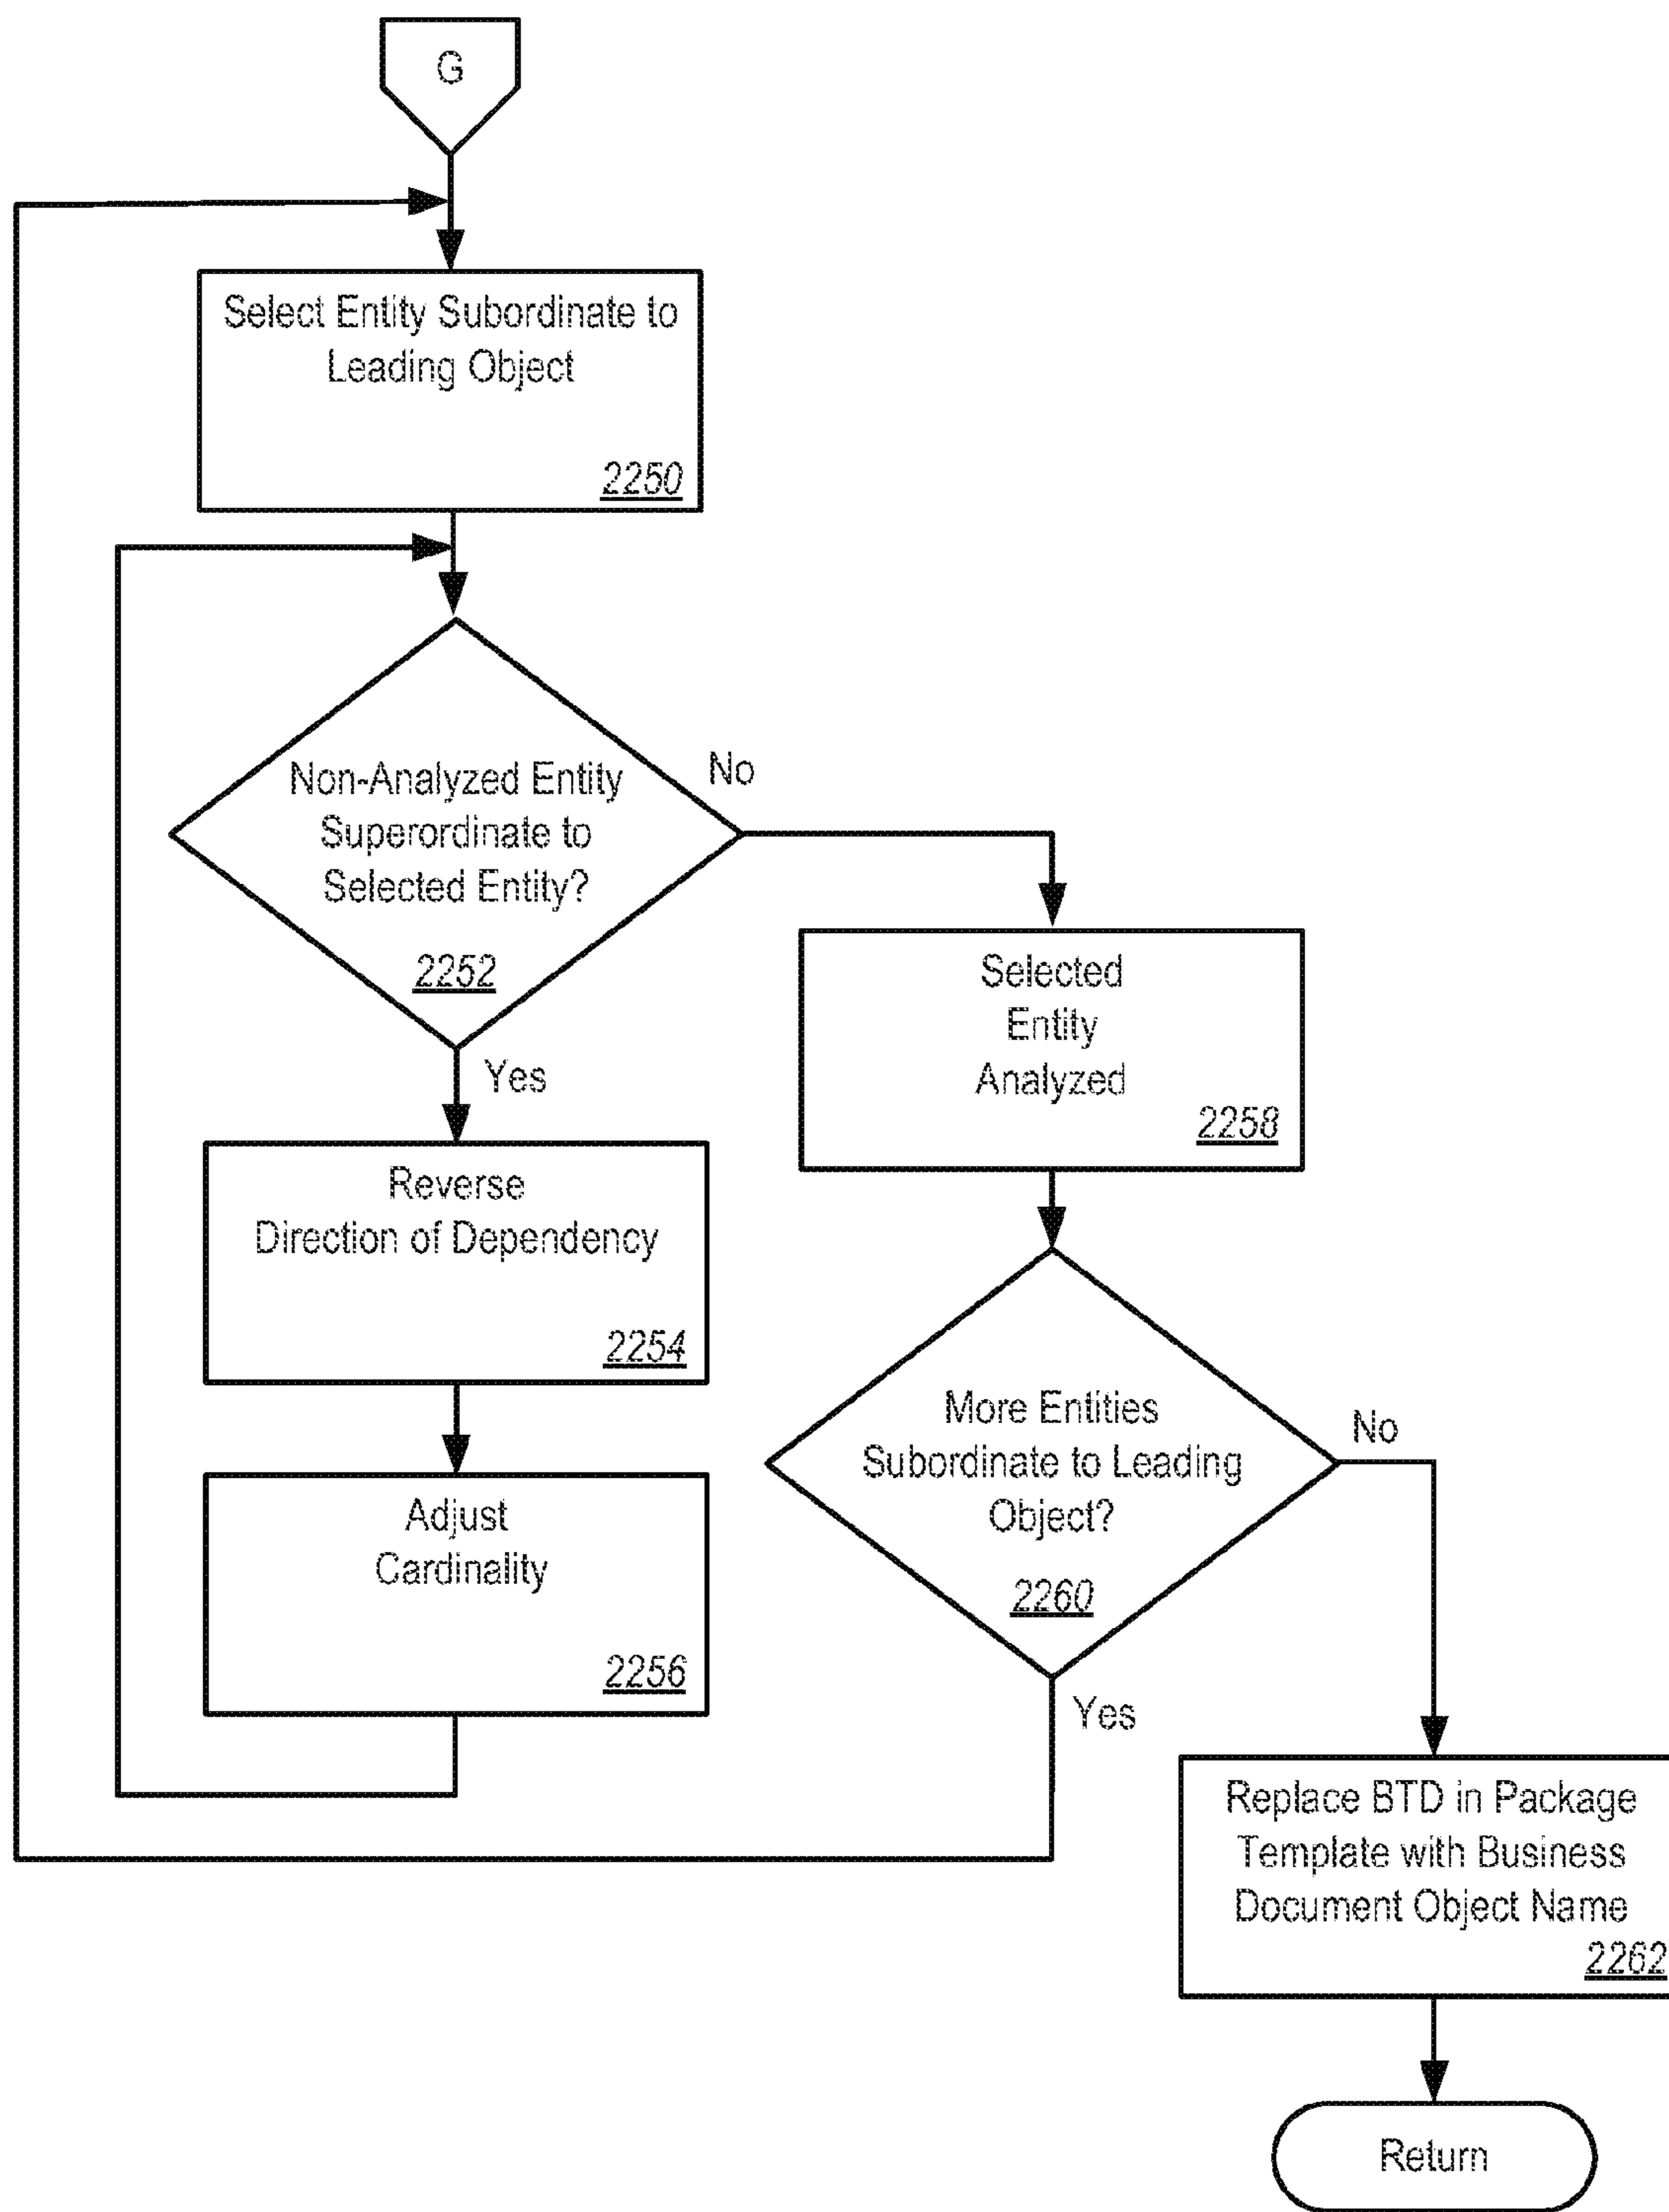 G
Select Entity Subordinate to
Leading Object
2250
Non-Analyzed Entity
Superordinate to
Selected Entity?
2252
No
Yes
Reverse
Direction of Dependency
2254
Adjust
Cardinality
2256
Selected
Entity
Analyzed
2258
More Entities
Subordinate to Leading
Object?
2260
No
Yes
Replace BTD in Package
Template with Business
Document Object Name
2262
Return